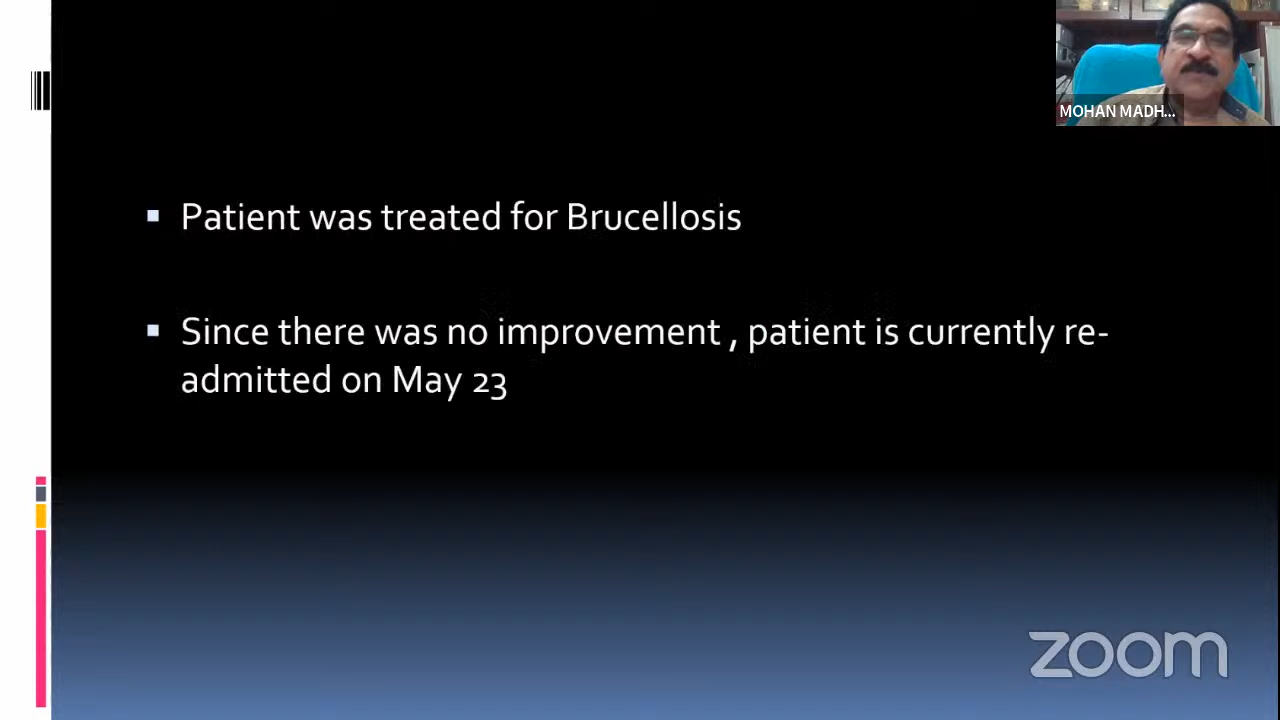 MOHAN MADH...
Patient was treated for Brucellosis
Since there was no improvement , patient is currently re-
admitted on May 23
zoom